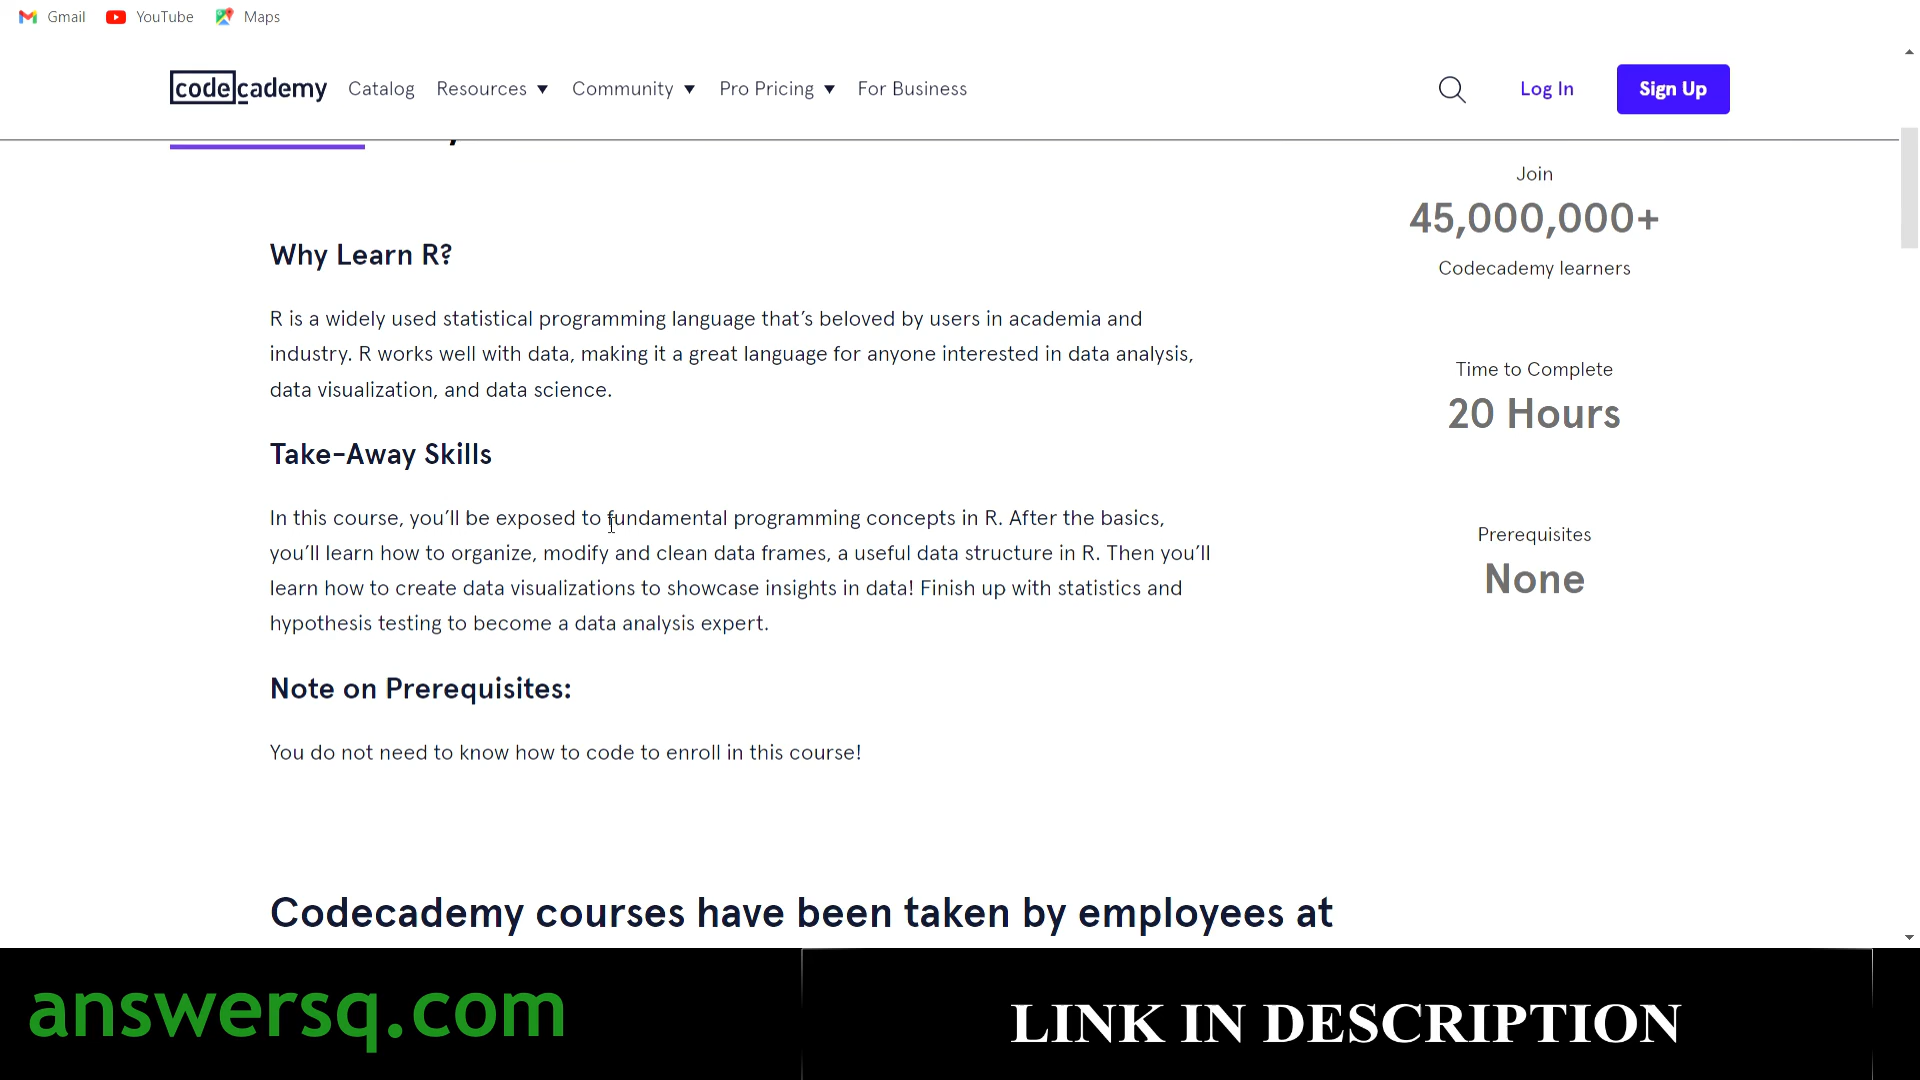 Gmail YouTube Maps
codecademy Catalog Resources Community Pro Pricing For Business Log In Sign Up
Join
45,000,000+
Codecademy learners
Time to Complete
20 Hours
Prerequisites
None
Why Learn R?
R is a widely used statistical programming language that’s beloved by users in academia and
industry. R works well with data, making it a great language for anyone interested in data analysis,
data visualization, and data science.
Take-Away Skills
In this course, you’ll be exposed to fundamental programming concepts in R. After the basics,
you’ll learn how to organize, modify and clean data frames, a useful data structure in R. Then you’ll
learn how to create data visualizations to showcase insights in data! Finish up with statistics and
hypothesis testing to become a data analysis expert.
Note on Prerequisites:
You do not need to know how to code to enroll in this course!
Codecademy courses have been taken by employees at
answersq.com
LINK IN DESCRIPTION